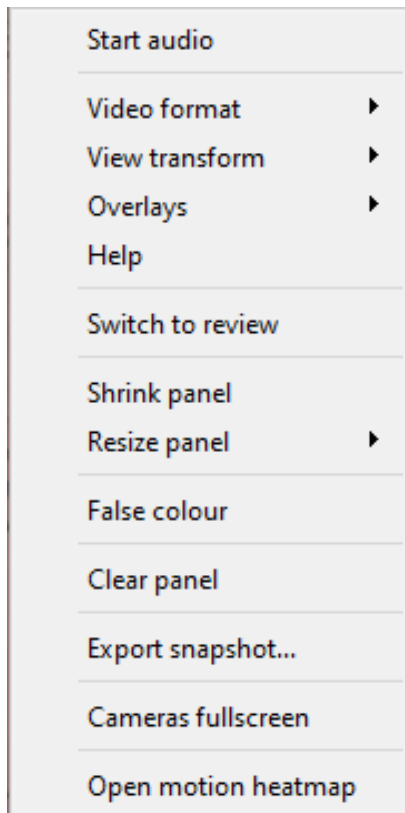 Start audio
Video format
View transform
Overlays
Help
Switch to review
Shrink panel
Resize panel
False colour
Clear panel
Export snapshot...
Cameras fullscreen
Open motion heatmap